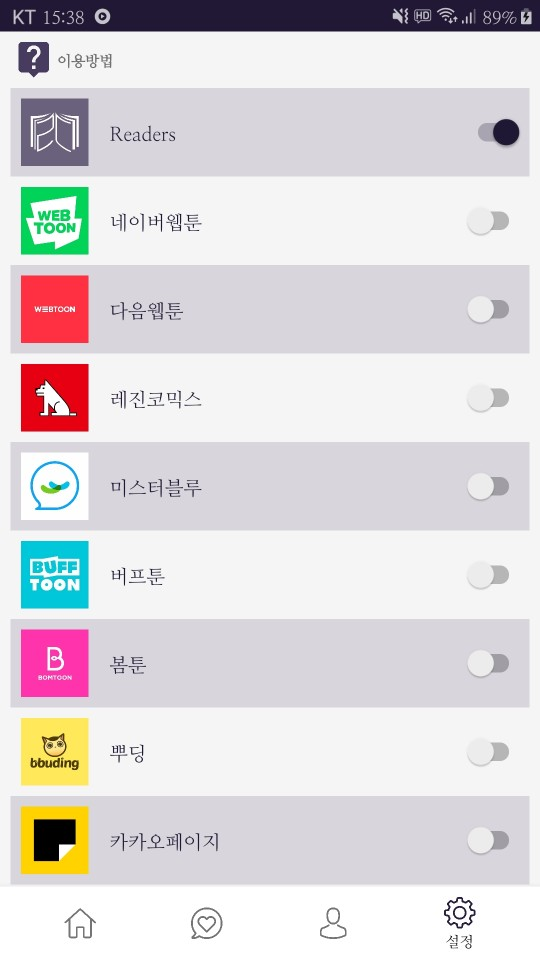 KT 15:38 HD 89%
?
이용방법
Readers
WEB
TOON
네이버웹툰
WEBTOON
다음웹툰
레진코믹스
미스터블루
BUFF
TOON
버프툰
BOMTOON
봄툰
bbuding
뿌딩
카카오페이지
설정